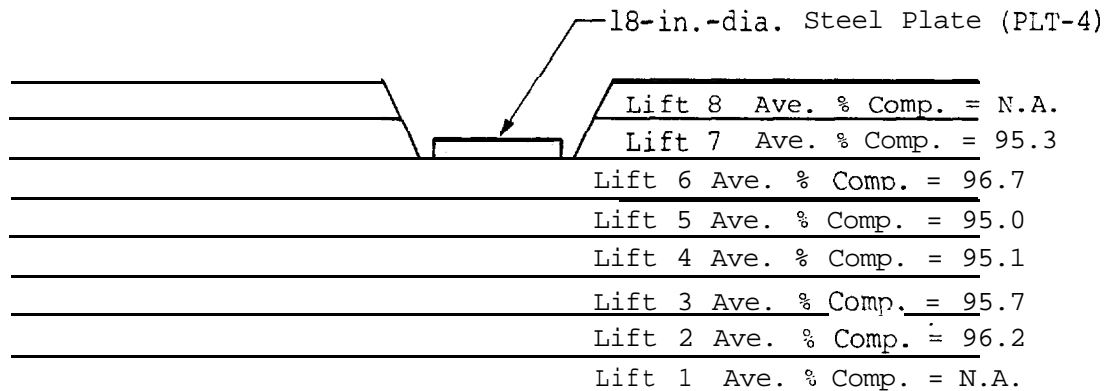 18-in.-dia. Steel Plate (PLT-4)
Lift 8 Ave. % Comp. = N.A.
Lift 7 Ave. % Comp. = 95.3
Lift 6 Ave. % Comp. = 96.7
Lift 5 Ave. % Comp. = 95.0
Lift 4 Ave. % Comp. = 95.1
Lift 3 Ave. % Comp. = 95.7
Lift 2 Ave. % Comp. = 96.2
Lift 1 Ave. % Comp. = N.A.